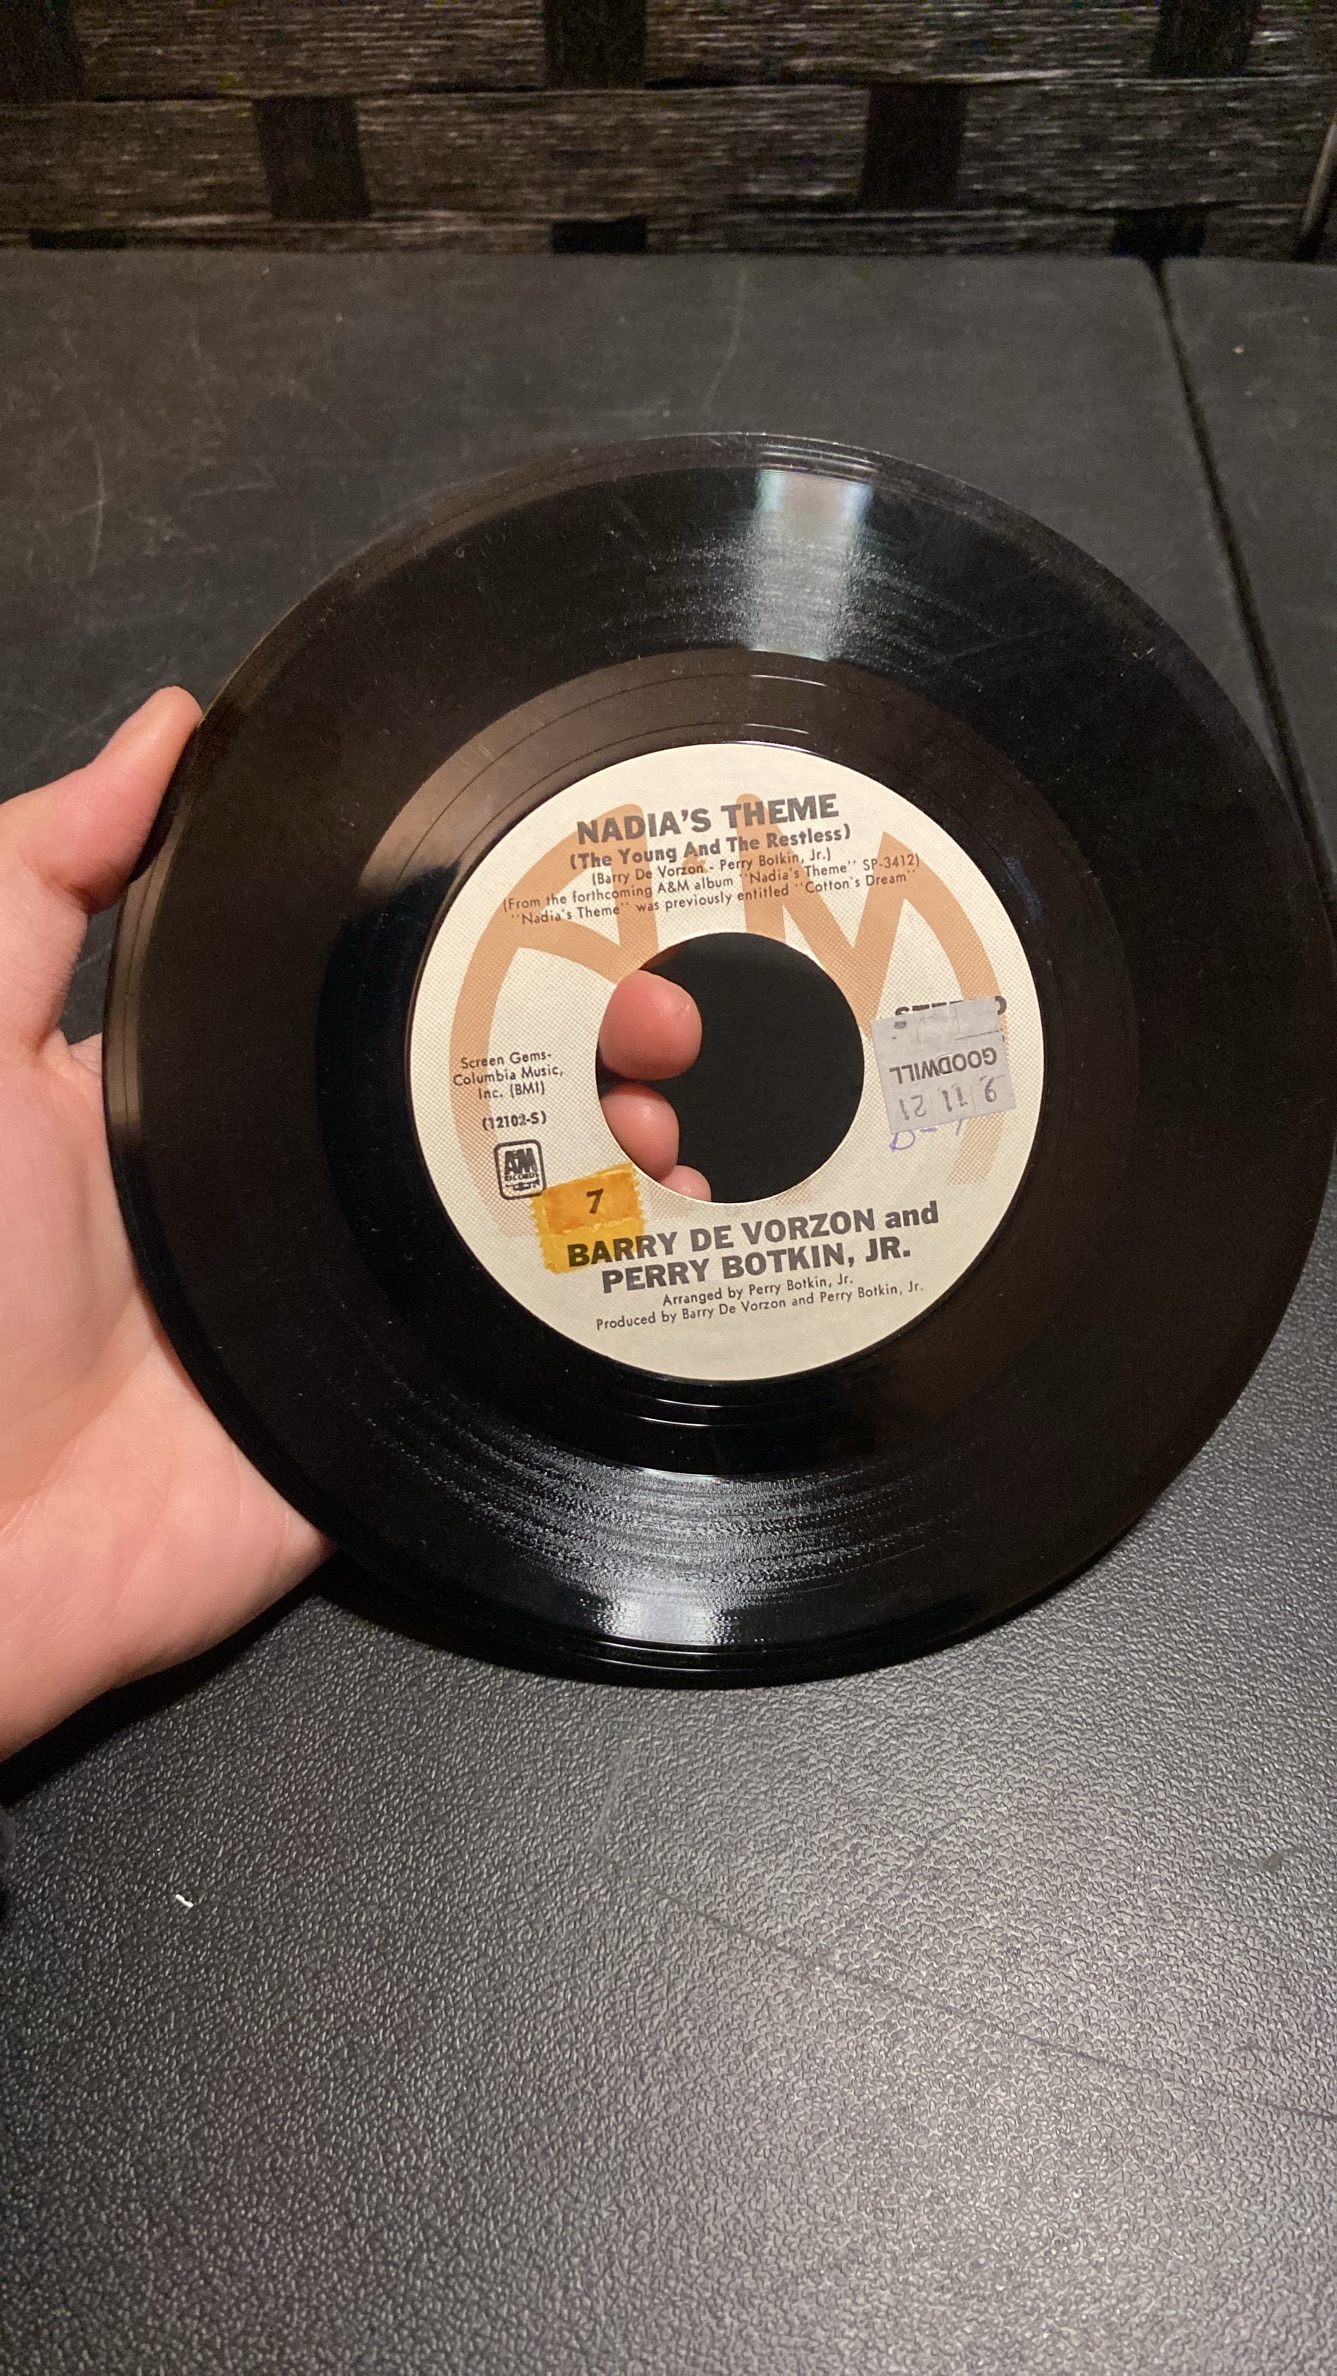 NADIA'S THEME
(The Young And The Restless)
(Barry De Vorzon - Perry Botkin, Jr.)
(From the forthcoming A&M album "Nadia's Theme" SP-3412)
"Nadia's Theme" was previously entitled "Cotton's Dream"
Screen Gems-
Columbia Music,
Inc. (BMI)
(12102-S)
AM
RECORDS
GOODWILL
9 11 21
7
BARRY DE VORZON and
PERRY BOTKIN, JR.
Arranged by Perry Botkin, Jr.
Produced by Barry De Vorzon and Perry Botkin, Jr.